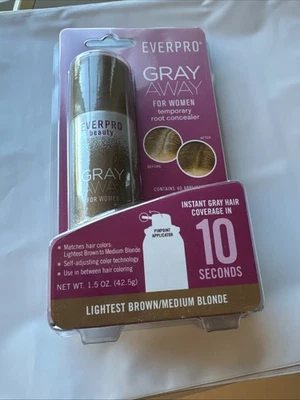 EVERPRO®
GRAY
AWAY
FOR WOMEN
temporary
root concealer
BEFORE
AFTER
EVERPRO
beauty
GRAY
AWAY
FOR WOMEN
INSTANT GRAY HAIR
COVERAGE IN
10
SECONDS
PINPOINT
APPLICATOR
• Matches hair colors:
Lightest Brown to Medium Blonde
• Self-adjusting color technology
• Use in between hair coloring
NET WT. 1.5 OZ. (42.5g)
LIGHTEST BROWN/MEDIUM BLONDE
CONTAINS